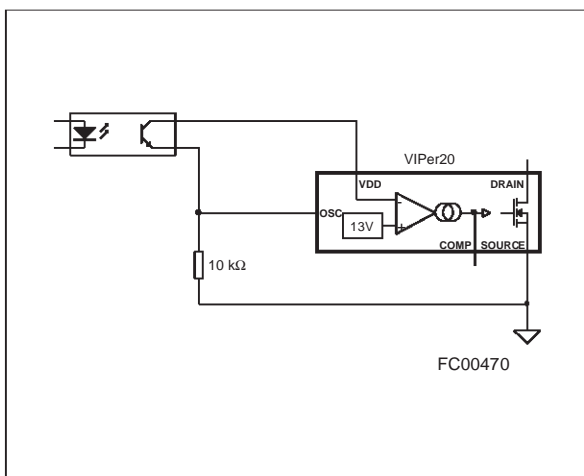 VIPer20
VDD
DRAIN
OSC
-
13V
+
COMP
SOURCE
10 kΩ
FC00470